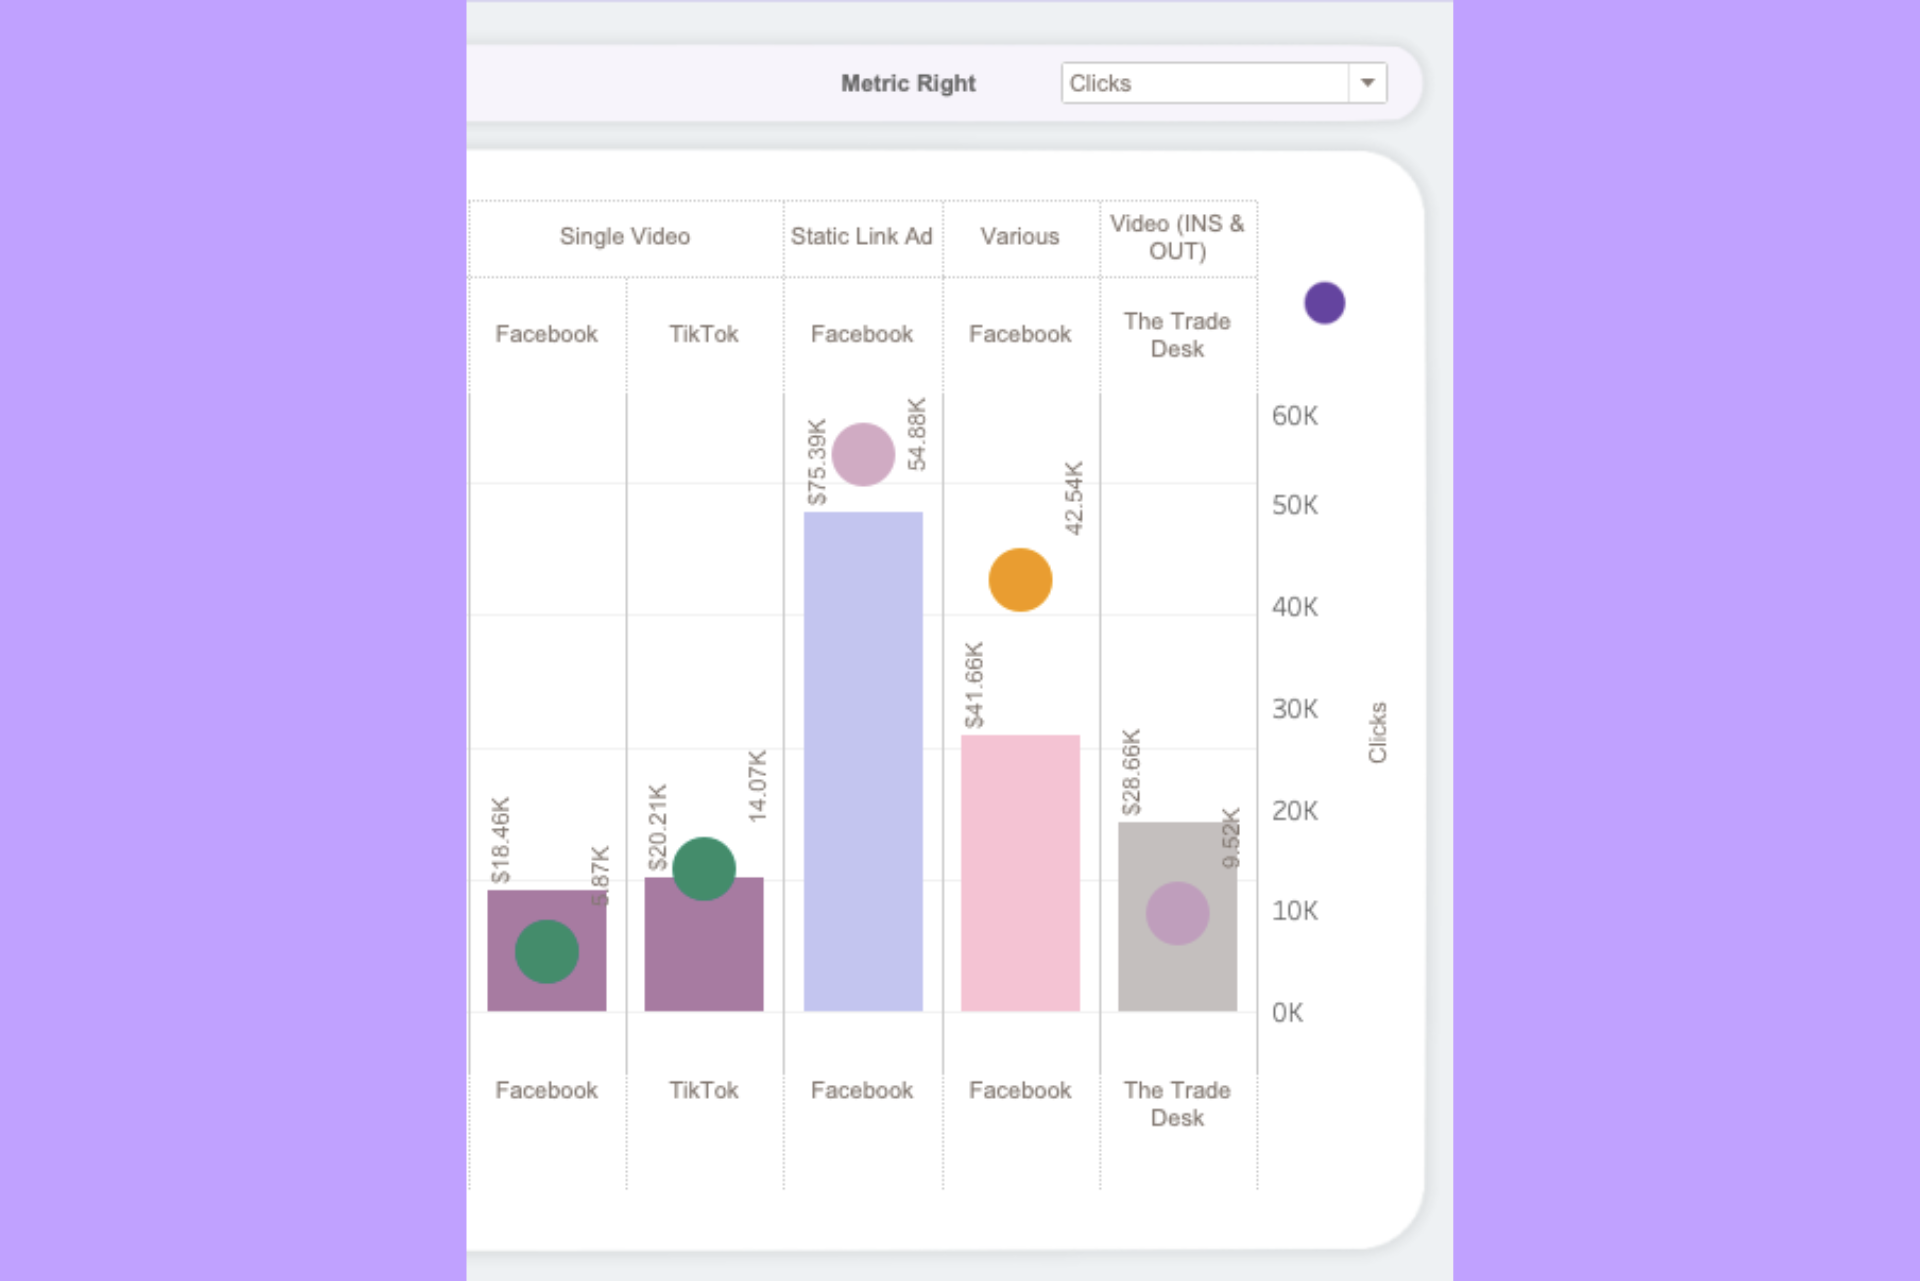 Metric Right
Clicks
Single Video
Static Link Ad
Various
Video (INS &
OUT)
Facebook
TikTok
Facebook
Facebook
The Trade
Desk
$18.46K
5.87K
$20.21K
14.07K
$75.39K
54.88K
$41.66K
42.54K
$28.66K
9.52K
60K
50K
40K
30K
20K
10K
0K
Clicks
Facebook
TikTok
Facebook
Facebook
The Trade
Desk